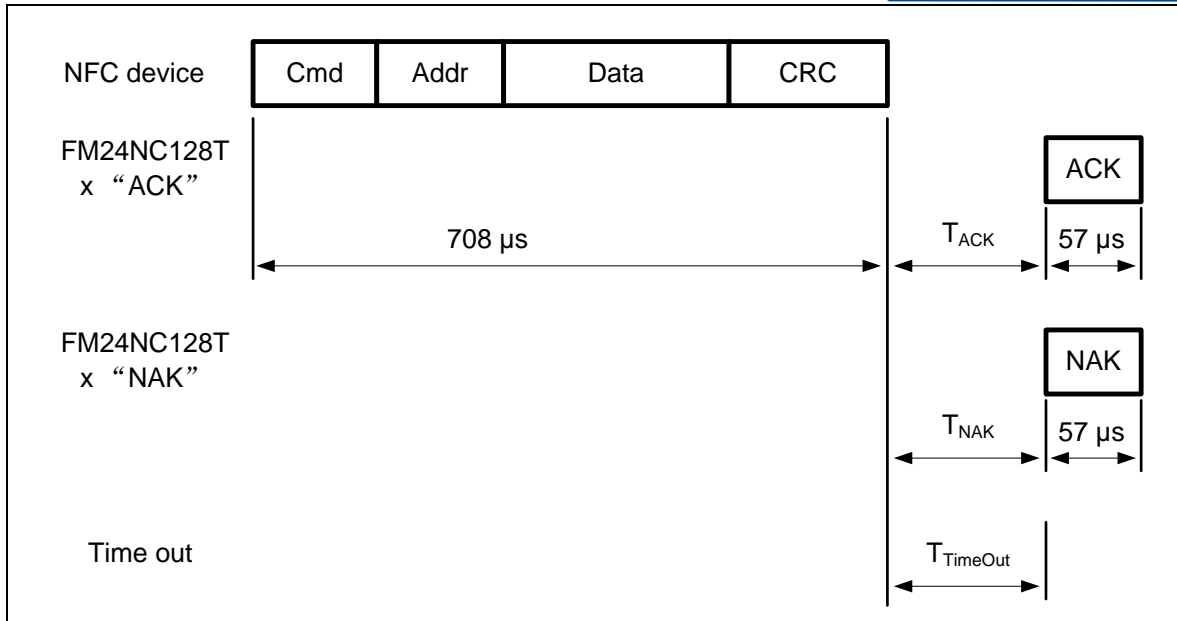 NFC device Cmd Addr Data CRC
FM24NC128T
x “ACK”
ACK
708 µs TACK 57 µs
FM24NC128T
x “NAK”
NAK
TNAK 57 µs
Time out TTimeOut